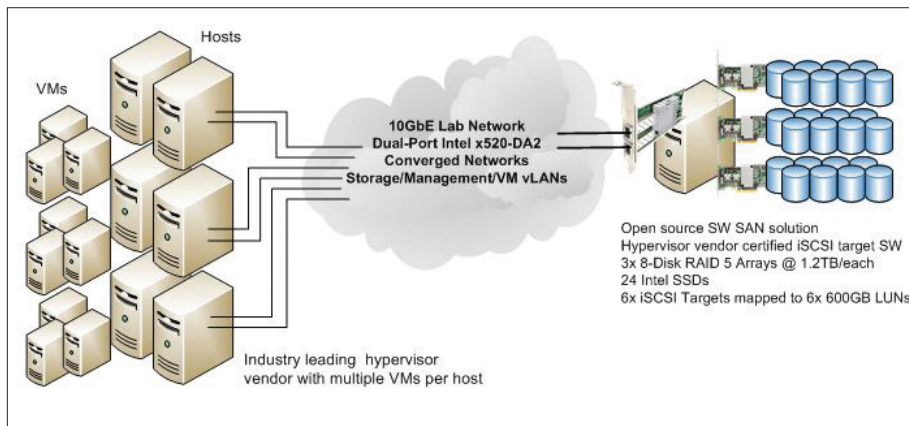 Hosts
VMs
10GbE Lab Network
Dual-Port Intel x520-DA2
Converged Networks
Storage/Management/VM vLANs
Open source SW SAN solution
Hypervisor vendor certified iSCSI target SW
3x 8-Disk RAID 5 Arrays @ 1.2TB/each
24 Intel SSDs
6x iSCSI Targets mapped to 6x 600GB LUNs
Industry leading hypervisor
vendor with multiple VMs per host